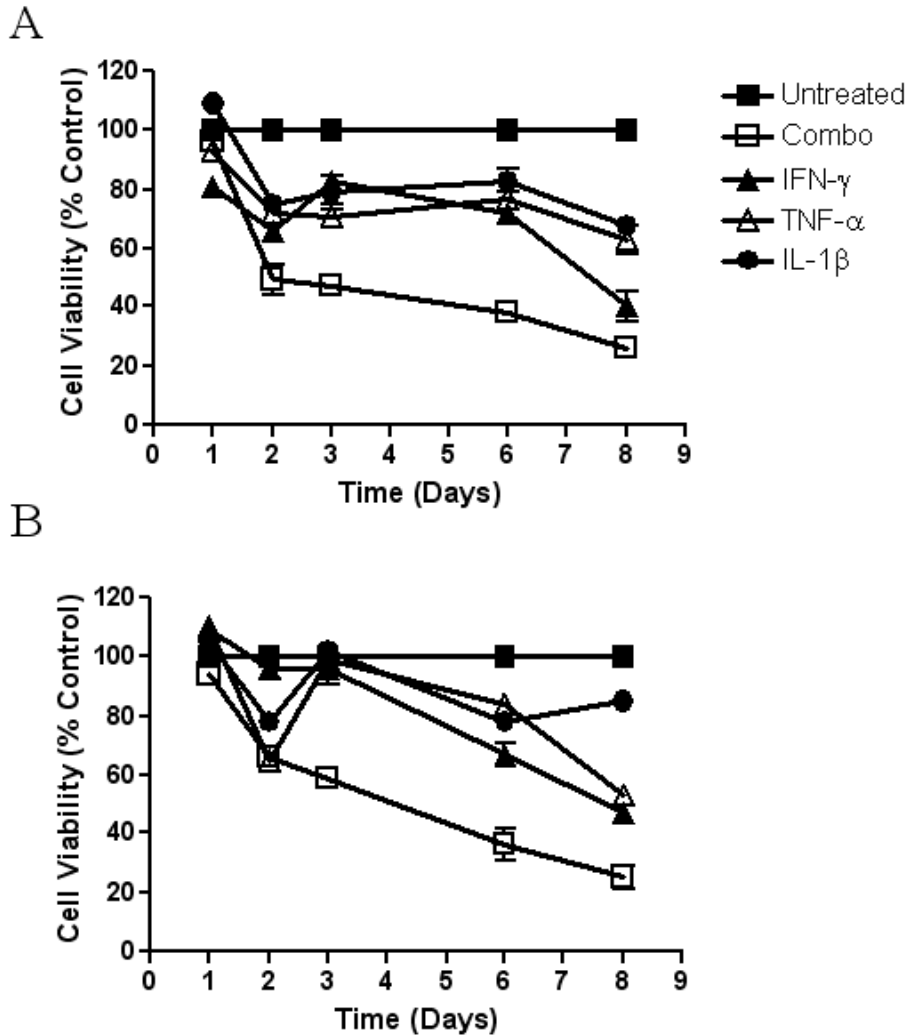 A
Cell Viability (% Control)
120
100
80
60
40
20
0
0 1 2 3 4 5 6 7 8 9
Time (Days)
Untreated
Combo
IFN-γ
TNF-α
IL-1β
B
Cell Viability (% Control)
120
100
80
60
40
20
0
0 1 2 3 4 5 6 7 8 9
Time (Days)